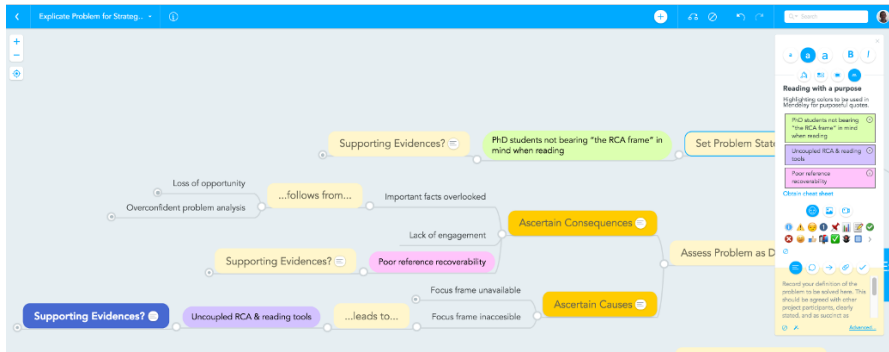 Explicate Problem for Strateg..
Search
Supporting Evidences?
PhD students not bearing "the RCA frame" in
mind when reading
Set Problem State
Loss of opportunity
Overconfident problem analysis
...follows from...
Important facts overlooked
Lack of engagement
Ascertain Consequences
Supporting Evidences?
Poor reference recoverability
Assess Problem as D
Focus frame unavailable
Ascertain Causes
Supporting Evidences?
Uncoupled RCA & reading tools
...leads to...
Focus frame inaccesible
a
a
a
B
I
Reading with a purpose
Highlighting colors to be used in
Mendeley for purposeful quotes.
PhD students not bearing
"the RCA frame" in mind
when reading
Uncoupled RCA & reading
tools
Poor reference
recoverability
Obtain cheat sheet
Record your definition of the
problem to be solved here. This
should be agreed with other
project participants, clearly
stated, and as succinct as
Advanced...